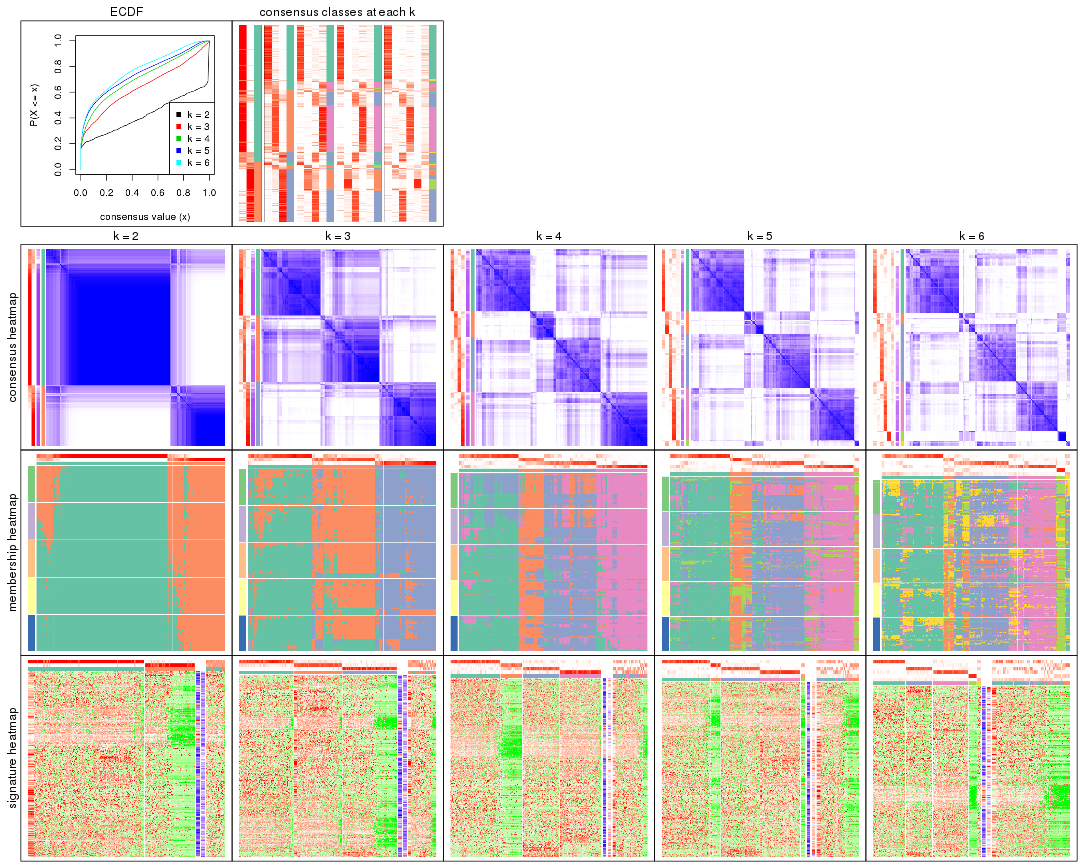 ECDF
consensus classes at each k
P(X <= x)
0.0 0.2 0.4 0.6 0.8 1.0
k = 2
k = 3
k = 4
k = 5
k = 6
0.0 0.2 0.4 0.6 0.8 1.0
consensus value (x)
k = 2 k = 3 k = 4 k = 5 k = 6
consensus heatmap
membership heatmap
signature heatmap